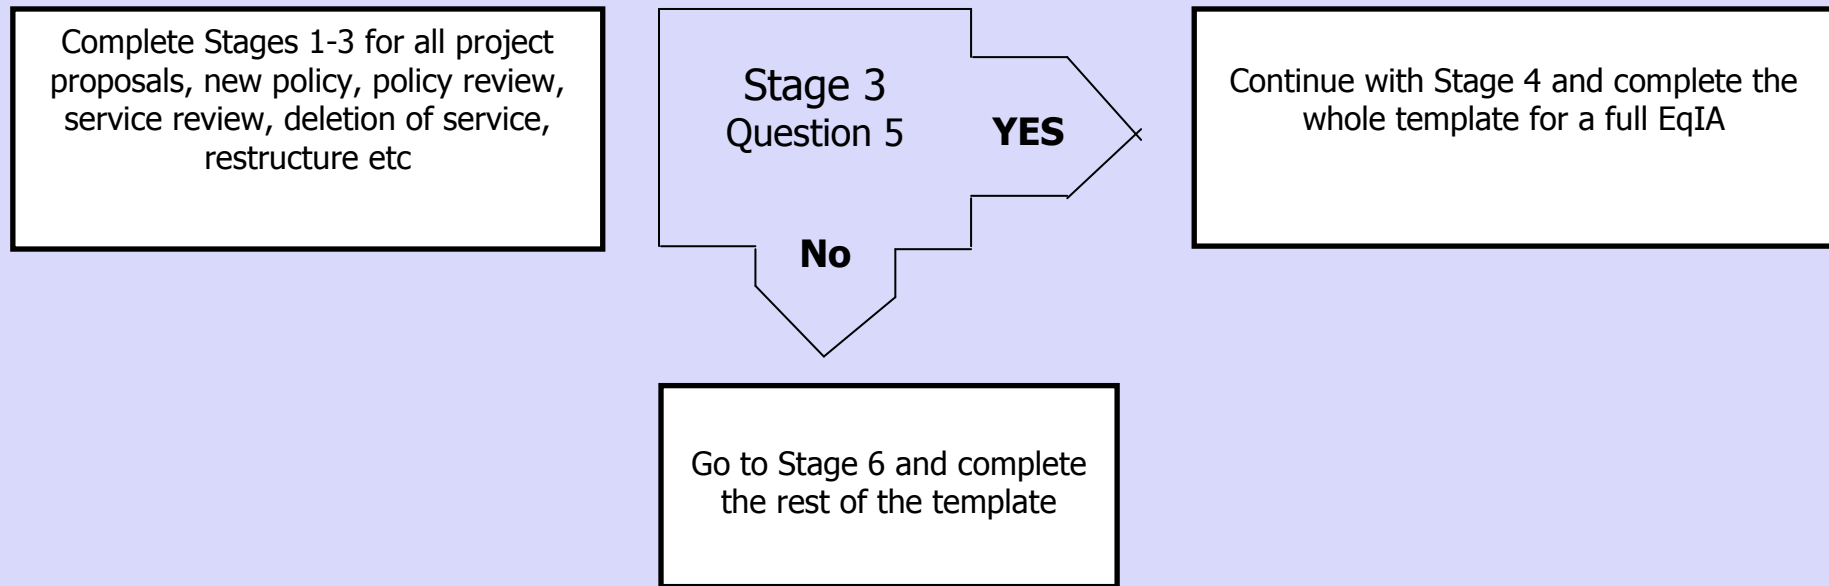 Complete Stages 1-3 for all project
proposals, new policy, policy review,
service review, deletion of service,
restructure etc
Stage 3
Question 5
YES
No
Continue with Stage 4 and complete the
whole template for a full EqIA
Go to Stage 6 and complete
the rest of the template